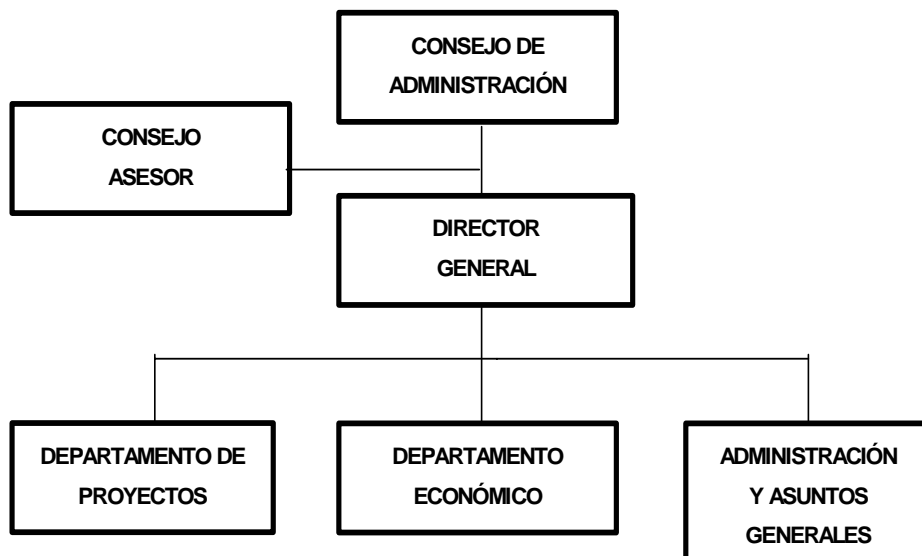 CONSEJO DE
ADMINISTRACIÓN
CONSEJO
ASESOR
DIRECTOR
GENERAL
DEPARTAMENTO DE
PROYECTOS
DEPARTAMENTO
ECONÓMICO
ADMINISTRACIÓN
Y ASUNTOS
GENERALES